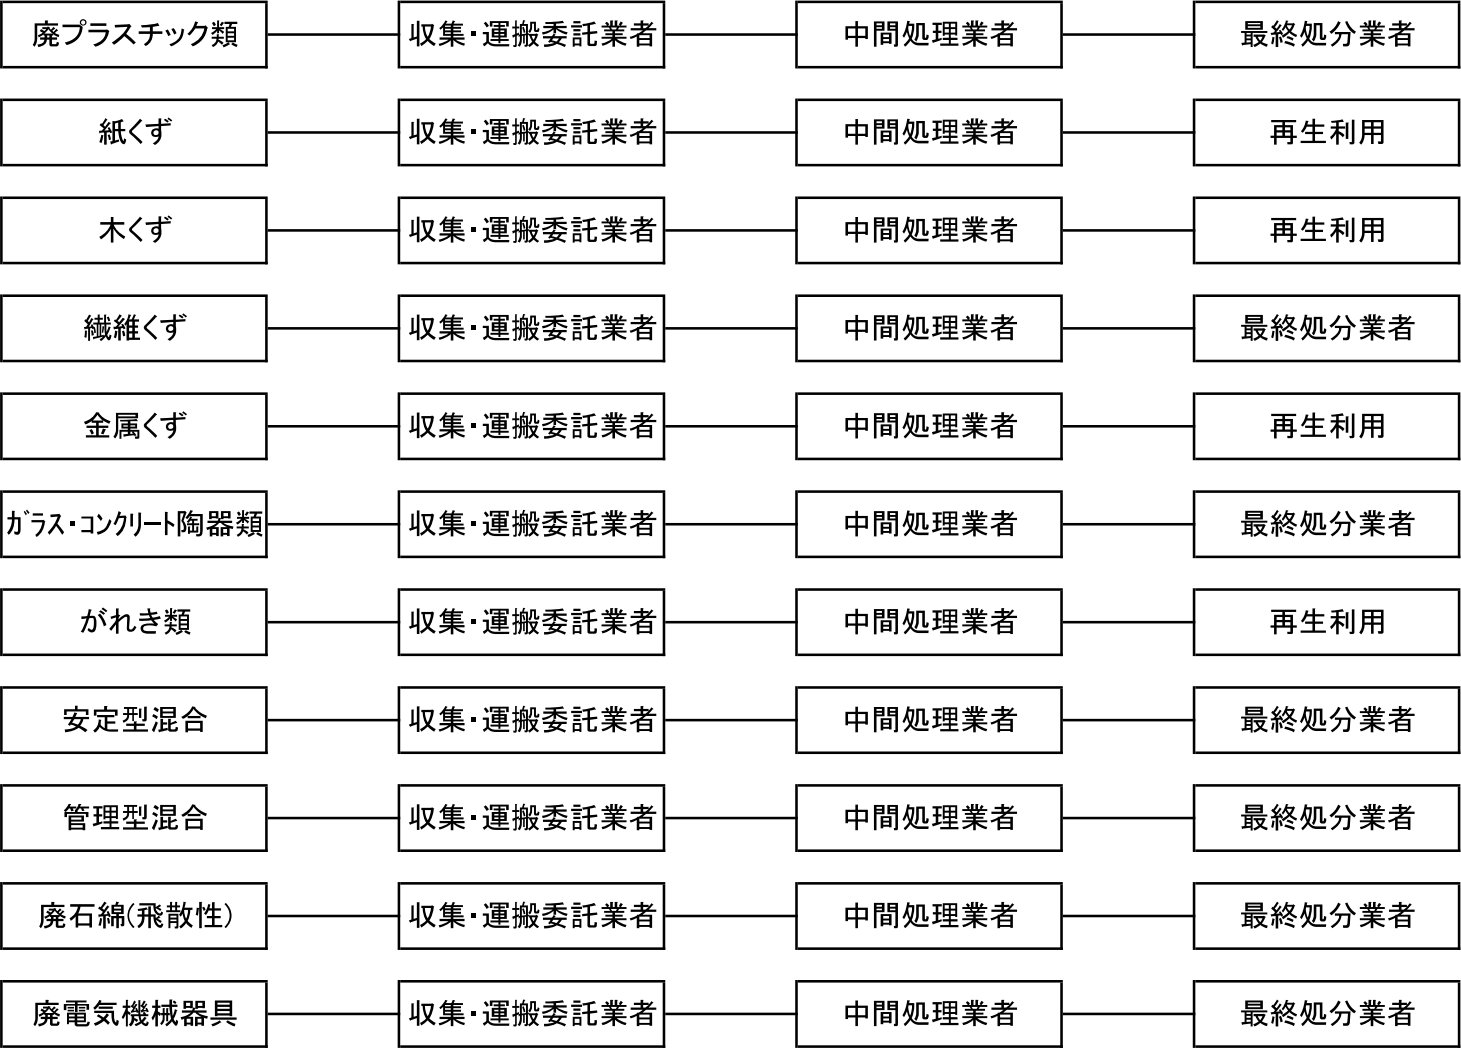 廃プラスチック類 収集・運搬委託業者 中間処理業者 最終処分業者
紙くず 収集・運搬委託業者 中間処理業者 再生利用
木くず 収集・運搬委託業者 中間処理業者 再生利用
繊維くず 収集・運搬委託業者 中間処理業者 最終処分業者
金属くず 収集・運搬委託業者 中間処理業者 再生利用
ガラス・コンクリート陶器類 収集・運搬委託業者 中間処理業者 最終処分業者
がれき類 収集・運搬委託業者 中間処理業者 再生利用
安定型混合 収集・運搬委託業者 中間処理業者 最終処分業者
管理型混合 収集・運搬委託業者 中間処理業者 最終処分業者
廃石綿(飛散性) 収集・運搬委託業者 中間処理業者 最終処分業者
廃電気機械器具 収集・運搬委託業者 中間処理業者 最終処分業者